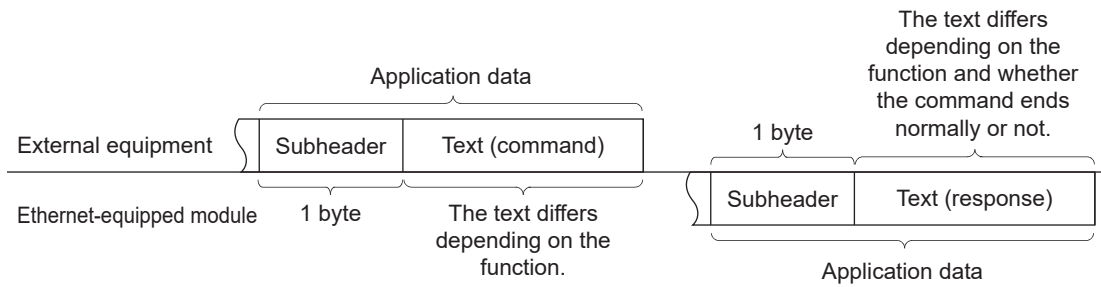 The text differs
depending on the
function and whether
the command ends
normally or not.
Application data
1 byte
External equipment
Subheader
Text (command)
Ethernet-equipped module
1 byte
The text differs
depending on the
function.
Subheader
Text (response)
Application data